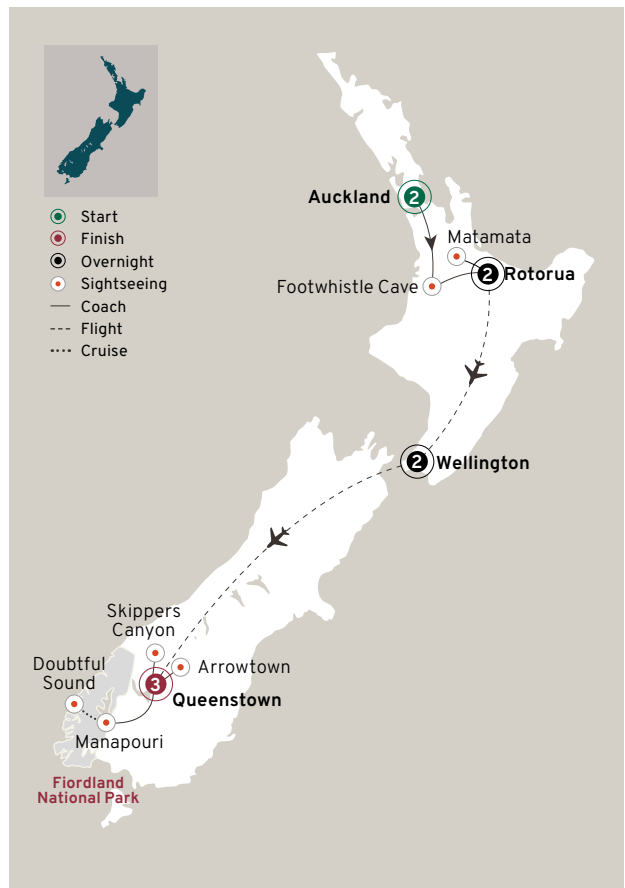 Start
Finish
Overnight
Sightseeing
Coach
Flight
Cruise
Auckland
2
Matamata
2
Rotorua
Footwhistle Cave
2
Wellington
Skippers
Canyon
Doubtful
Sound
Arrowtown
3
Queenstown
Manapouri
Fiordland
National Park